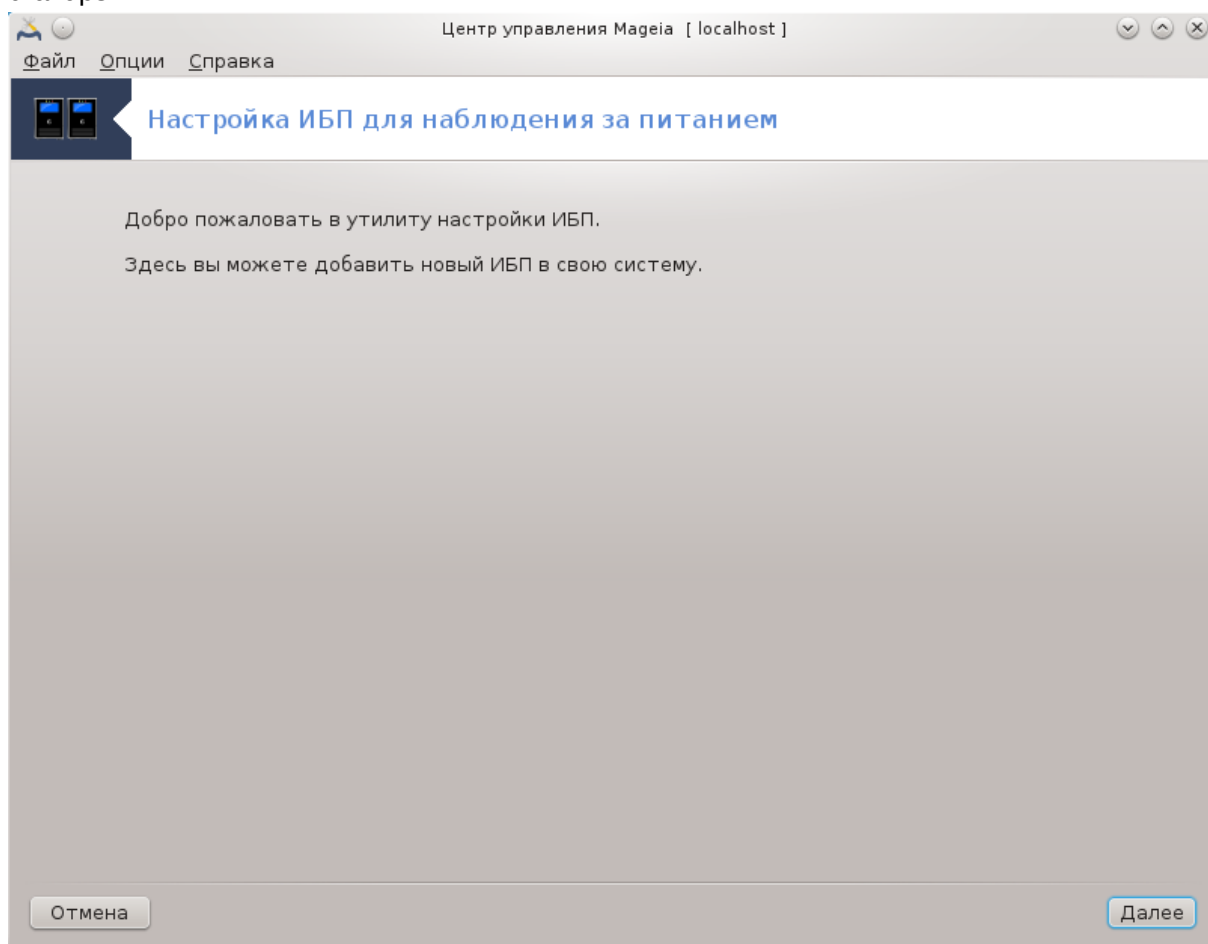 Центр управления Mageia [ localhost ]
Файл Опции Справка
Настройка ИБП для наблюдения за питанием
Добро пожаловать в утилиту настройки ИБП.
Здесь вы можете добавить новый ИБП в свою систему.
Отмена Далее